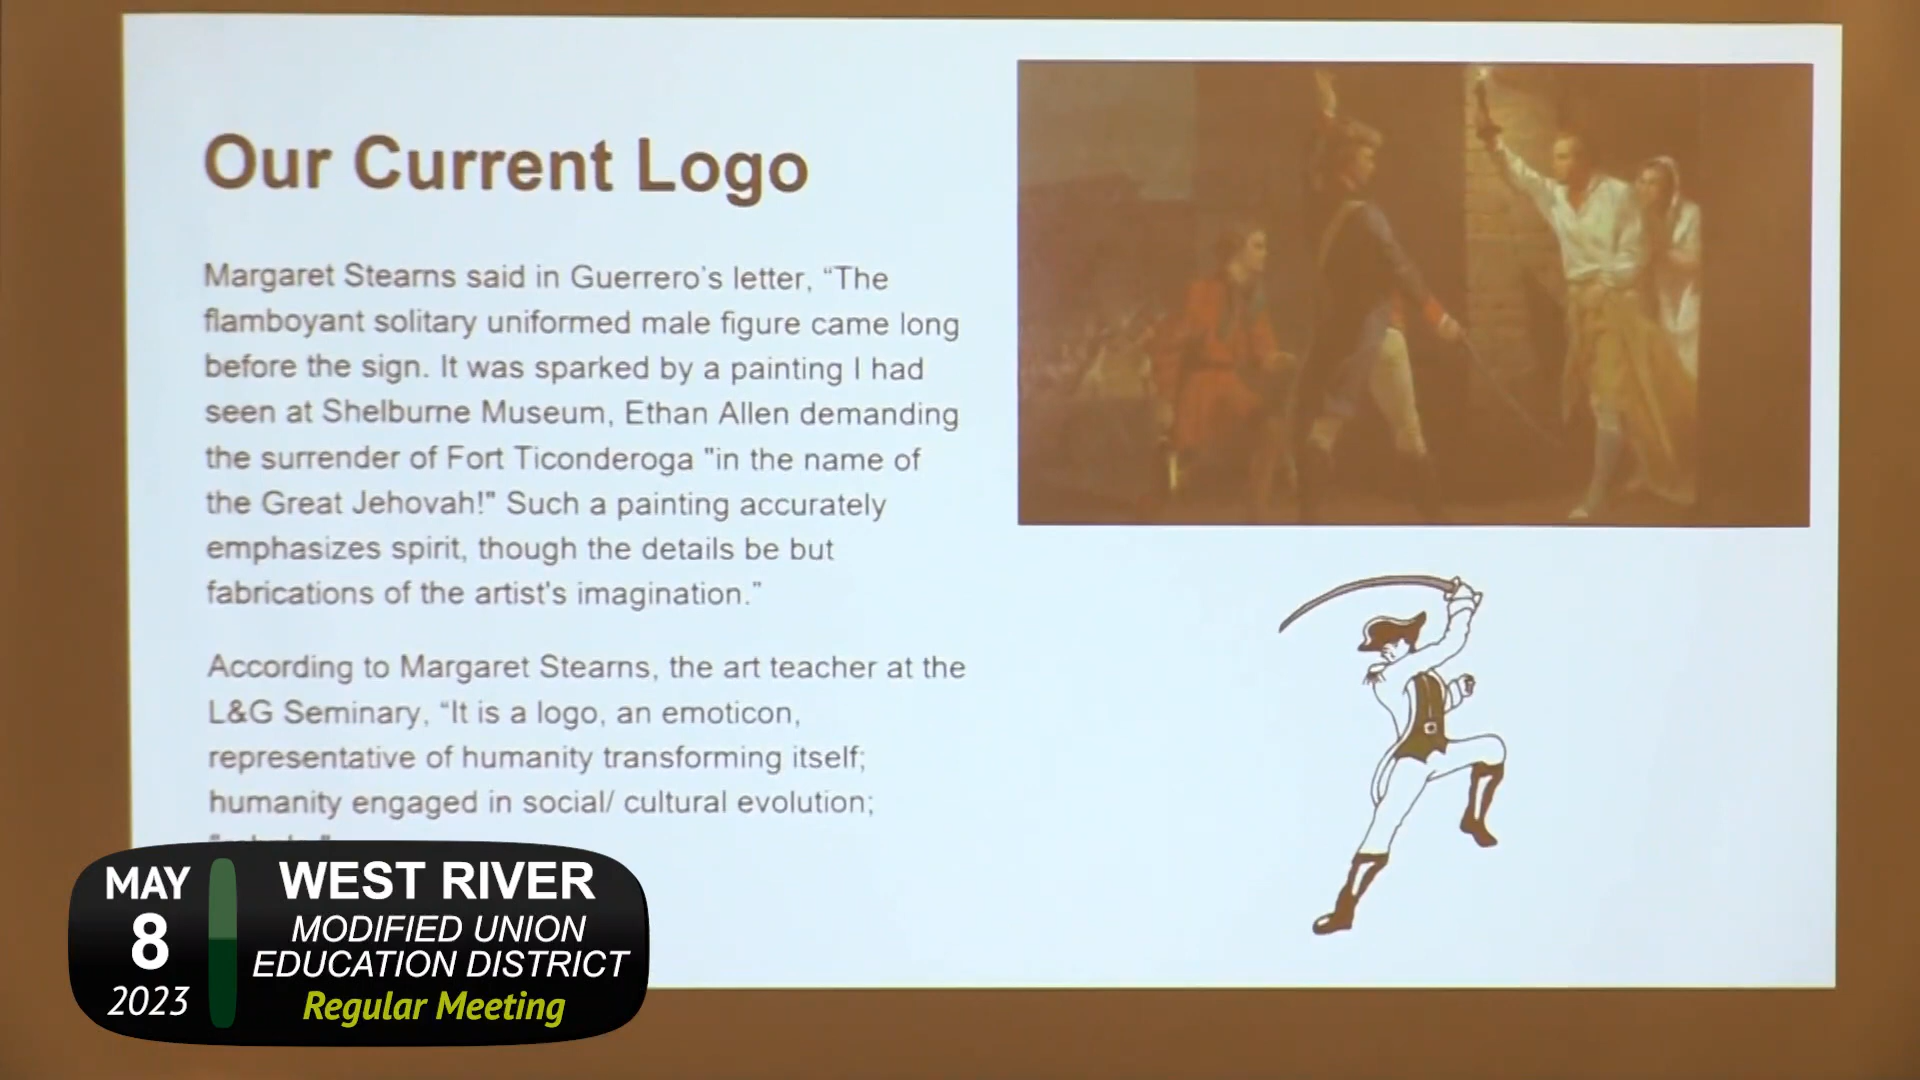 Our Current Logo
Margaret Stearns said in Guerrero's letter, “The
flamboyant solitary uniformed male figure came long
before the sign. It was sparked by a painting I had
seen at Shelburne Museum, Ethan Allen demanding
the surrender of Fort Ticonderoga "in the name of
the Great Jehovah!" Such a painting accurately
emphasizes spirit, though the details be but
fabrications of the artist's imagination.”
According to Margaret Stearns, the art teacher at the
L&G Seminary, “It is a logo, an emoticon,
representative of humanity transforming itself;
humanity engaged in social/ cultural evolution;
MAY
8
2023
WEST RIVER
MODIFIED UNION
EDUCATION DISTRICT
Regular Meeting